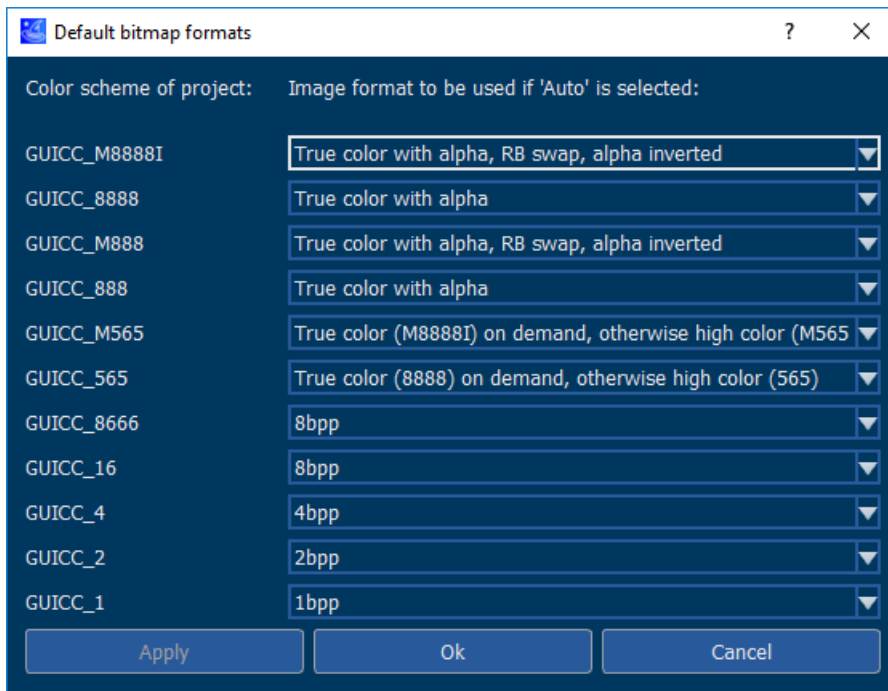 Default bitmap formats ?
Color scheme of project: Image format to be used if 'Auto' is selected:
GUICC_M8888I True color with alpha, RB swap, alpha inverted
GUICC_8888 True color with alpha
GUICC_M888 True color with alpha, RB swap, alpha inverted
GUICC_888 True color with alpha
GUICC_M565 True color (M8888I) on demand, otherwise high color (M565
GUICC_565 True color (8888) on demand, otherwise high color (565)
GUICC_8666 8bpp
GUICC_16 8bpp
GUICC_4 4bpp
GUICC_2 2bpp
GUICC_1 1bpp
Apply Ok Cancel